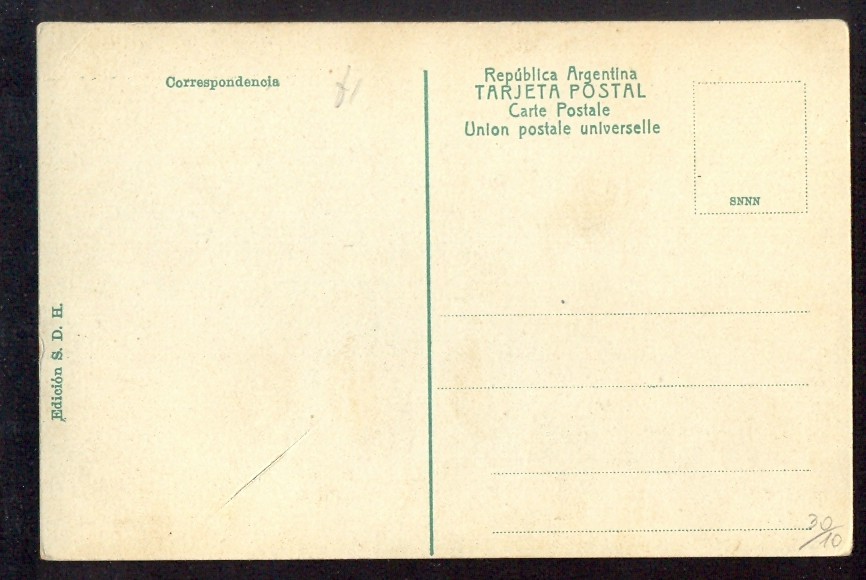 Correspondencia
República Argentina
TARJETA POSTAL
Carte Postale
Union postale universelle
SNNN
Edición S. D. H.
30/10